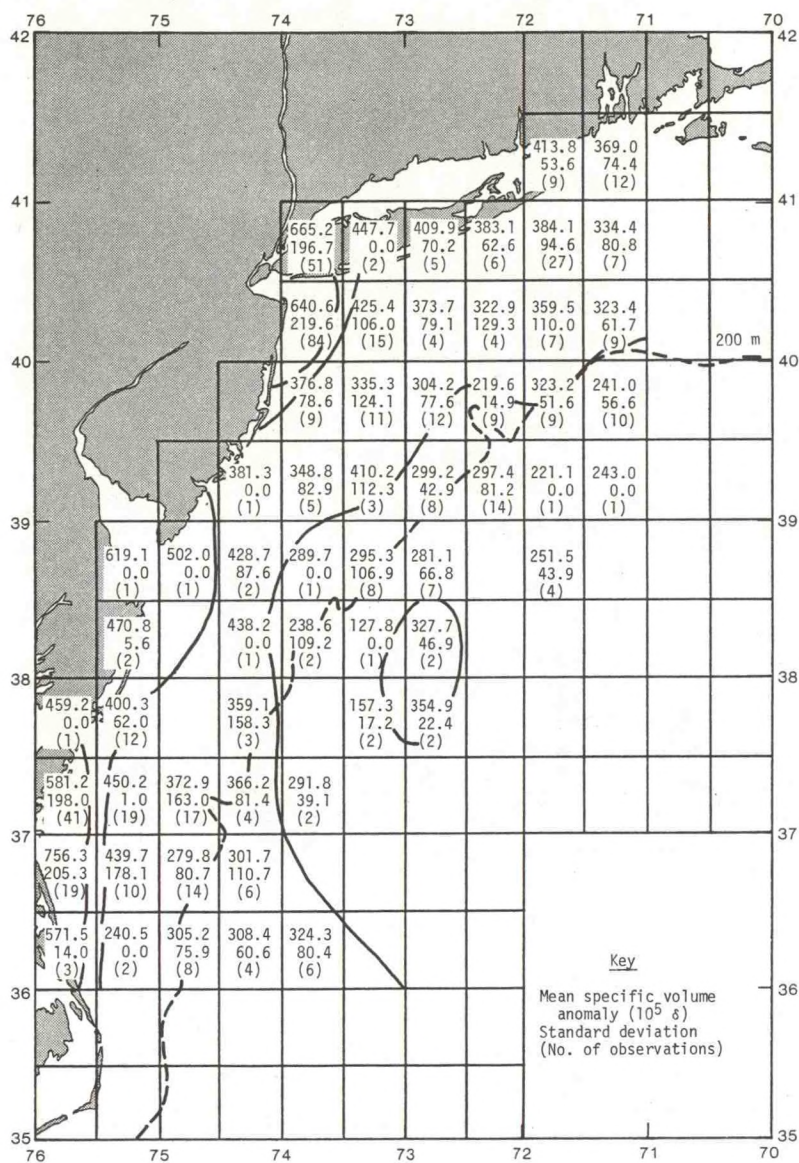 76 75 74 73 72 71 70
42 42
413.8 369.0
53.6 74.4
(9) (12)
41 41
665.2 447.7 409.9 383.1 384.1 334.4
196.7 0.0 70.2 62.6 94.6 80.8
(51) (2) (5) (6) (27) (7)
640.6 425.4 373.7 322.9 359.5 323.4
219.6 106.0 79.1 129.3 110.0 61.7
(84) (15) (4) (4) (7) (9)
200 m
40 40
376.8 335.3 304.2 219.6 323.2 241.0
78.6 124.1 77.6 14.9 51.6 56.6
(9) (11) (12) (9) (9) (10)
381.3 348.8 410.2 299.2 297.4 221.1 243.0
0.0 82.9 112.3 42.9 81.2 0.0 0.0
(1) (5) (3) (8) (14) (1) (1)
39 39
619.1 502.0 428.7 289.7 295.3 281.1 251.5
0.0 0.0 87.6 0.0 106.9 66.8 43.9
(1) (1) (2) (1) (8) (7) (4)
470.8 438.2 238.6 127.8 327.7
5.6 0.0 109.2 0.0 46.9
(2) (1) (2) (1) (2)
38 38
459.2 400.3 359.1 157.3 354.9
0.0 62.0 158.3 17.2 22.4
(1) (12) (3) (2) (2)
581.2 450.2 372.9 366.2 291.8
198.0 1.0 163.0 81.4 39.1
(41) (19) (17) (4) (2)
37 37
756.3 439.7 279.8 301.7
205.3 178.1 80.7 110.7
(19) (10) (14) (6)
571.5 240.5 305.2 308.4 324.3
14.0 0.0 75.9 60.6 80.4
(3) (2) (8) (4) (6)
36 36
Key
Mean specific volume
anomaly (10⁵ δ)
Standard deviation
(No. of observations)
35 35
76 75 74 73 72 71 70